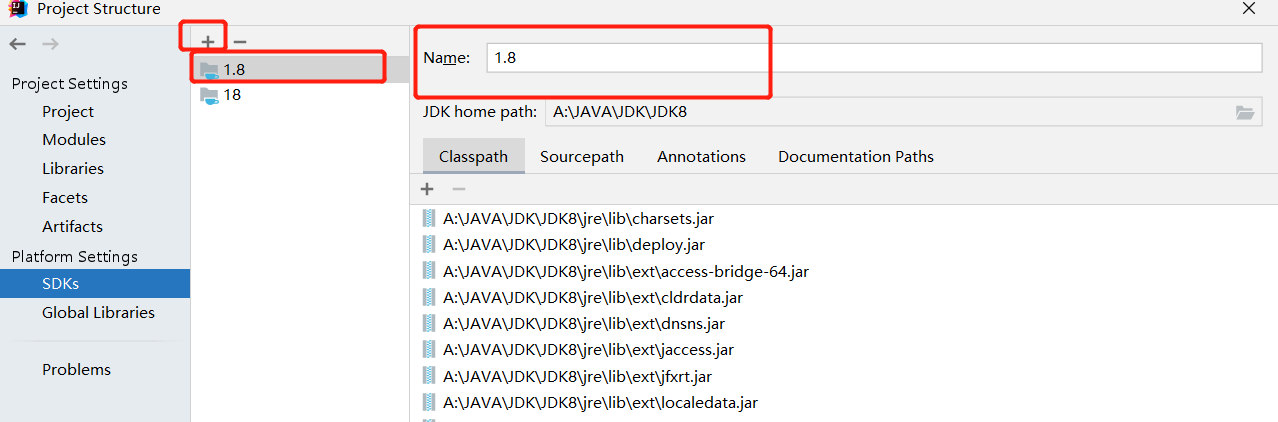 Project Structure
Project Settings
Project
Modules
Libraries
Facets
Artifacts
Platform Settings
SDKs
Global Libraries
Problems
1.8
18
Name: 1.8
JDK home path: A:\JAVA\JDK\JDK8
Classpath Sourcepath Annotations Documentation Paths
A:\JAVA\JDK\JDK8\jre\lib\charsets.jar
A:\JAVA\JDK\JDK8\jre\lib\deploy.jar
A:\JAVA\JDK\JDK8\jre\lib\ext\access-bridge-64.jar
A:\JAVA\JDK\JDK8\jre\lib\ext\cldrdata.jar
A:\JAVA\JDK\JDK8\jre\lib\ext\dnsns.jar
A:\JAVA\JDK\JDK8\jre\lib\ext\jaccess.jar
A:\JAVA\JDK\JDK8\jre\lib\ext\jfxrt.jar
A:\JAVA\JDK\JDK8\jre\lib\ext\localedata.jar